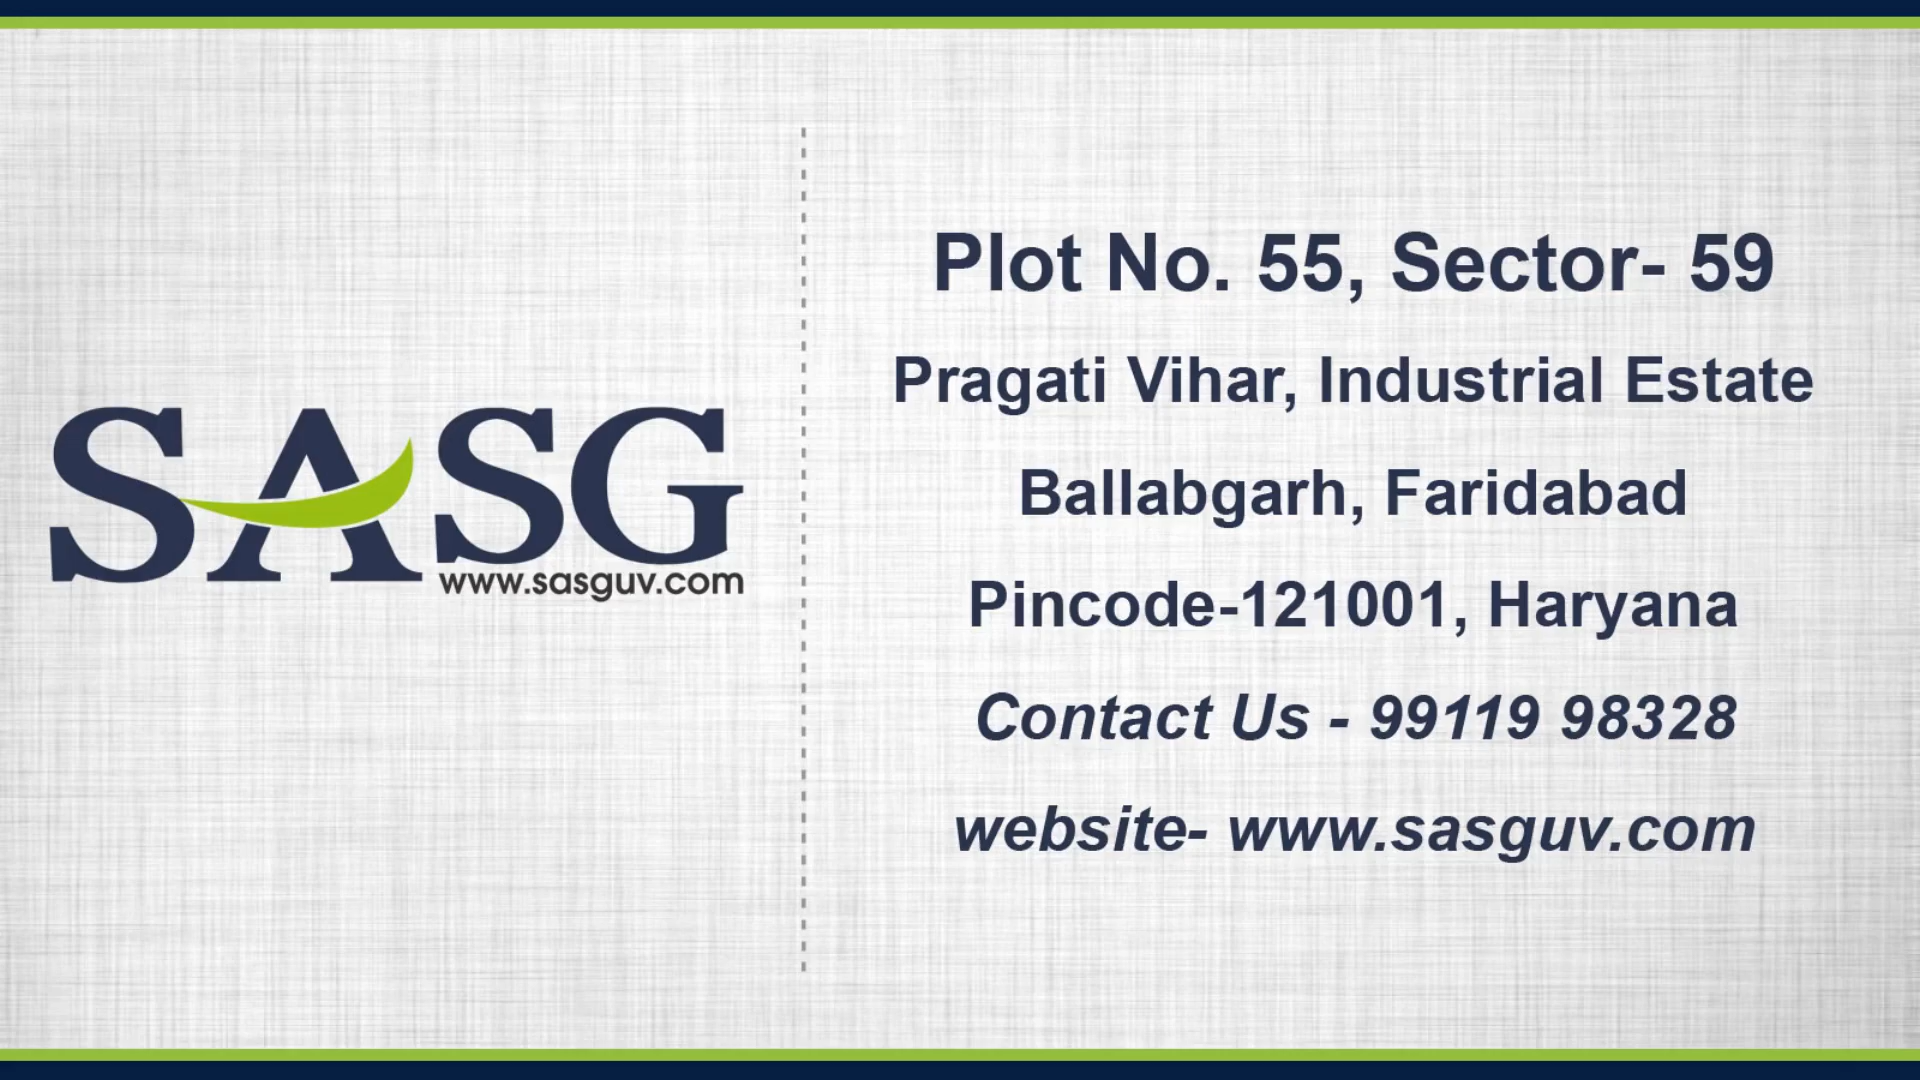 SASG
www.sasguv.com
Plot No. 55, Sector- 59
Pragati Vihar, Industrial Estate
Ballabgarh, Faridabad
Pincode-121001, Haryana
Contact Us - 99119 98328
website- www.sasguv.com